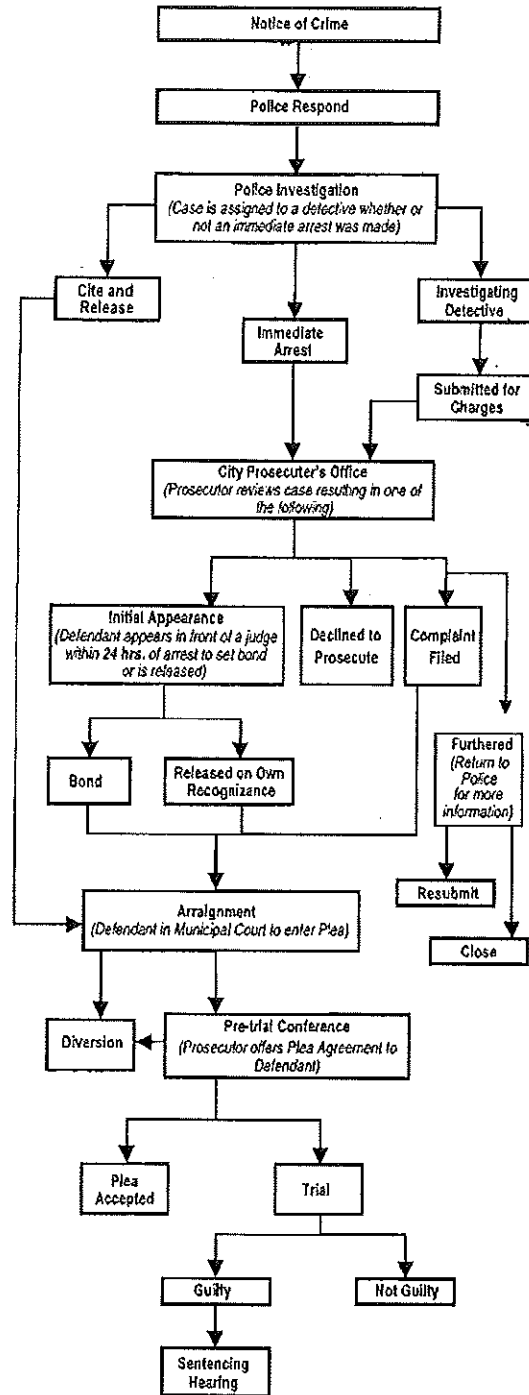 Notice of Crime
Police Respond
Police Investigation
(Case is assigned to a detective whether or
not an immediate arrest was made)
Cite and
Release
Immediate
Arrest
Investigating
Detective
Submitted for
Charges
City Prosecuter's Office
(Prosecutor reviews case resulting in one of
the following)
Initial Appearance
(Defendant appears in front of a judge
within 24 hrs. of arrest to set bond
or is released)
Declined to
Prosecute
Complaint
Filed
Furthered
(Return to
Police
for more
information)
Bond
Released on Own
Recognizance
Resubmit
Close
Arraignment
(Defendant in Municipal Court to enter Plea)
Diversion
Pre-trial Conference
(Prosecutor offers Plea Agreement to
Defendant)
Plea
Accepted
Trial
Guilty
Not Guilty
Sentencing
Hearing